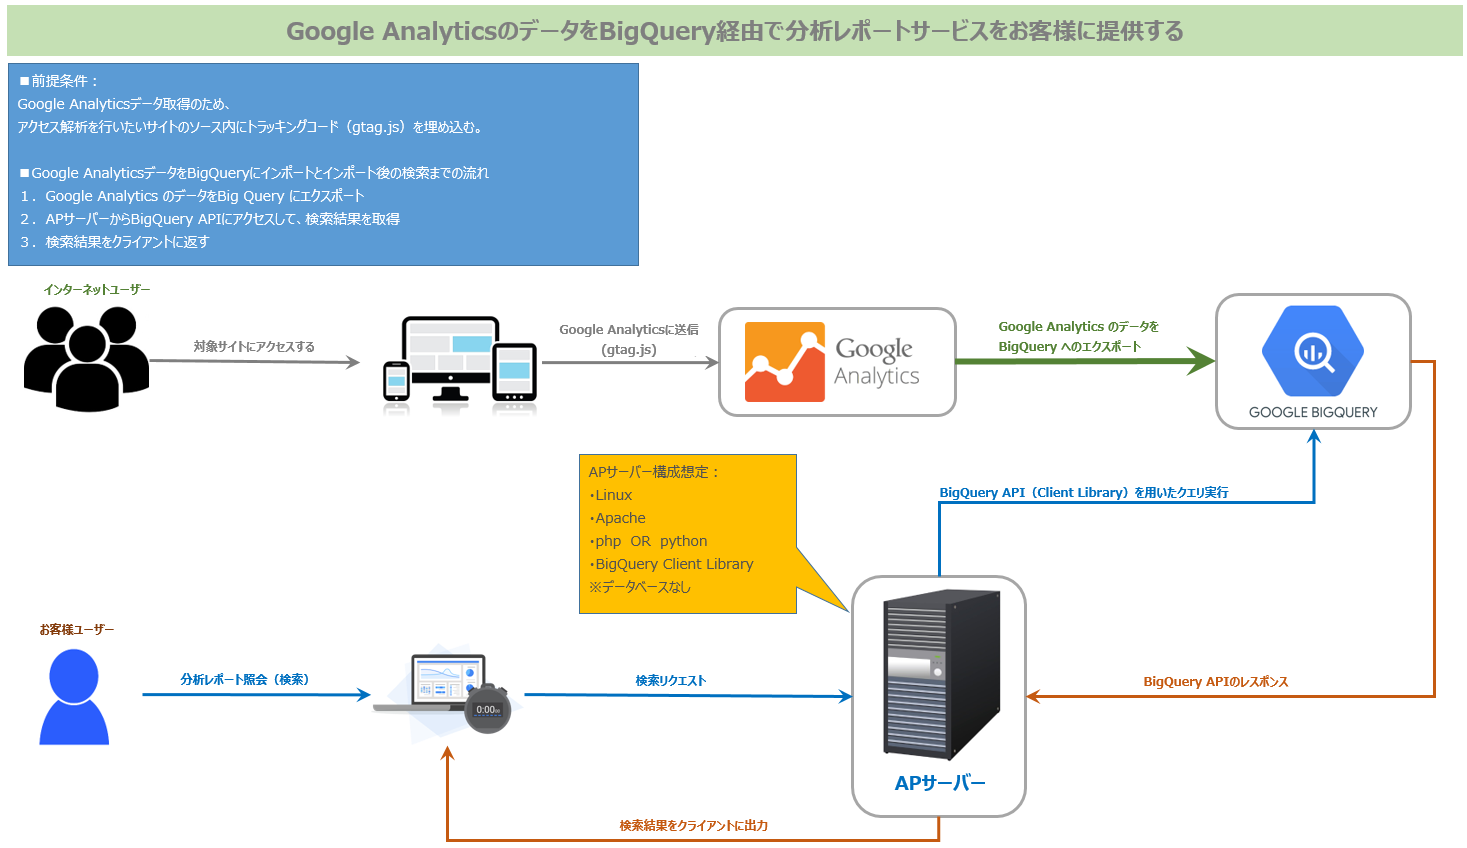 Google AnalyticsのデータをBigQuery経由で分析レポートサービスをお客様に提供する
■前提条件：
Google Analyticsデータ取得のため、
アクセス解析を行いたいサイトのソース内にトラッキングコード（gtag.js）を埋め込む。
■Google AnalyticsデータをBigQueryにインポートとインポート後の検索までの流れ
１．Google Analytics のデータをBig Query にエクスポート
２．APサーバーからBigQuery APIにアクセスして、検索結果を取得
３．検索結果をクライアントに返す
インターネットユーザー
対象サイトにアクセスする
Google Analyticsに送信
(gtag.js)
Google
Analytics
Google Analytics のデータを
BigQuery へのエクスポート
GOOGLE BIGQUERY
APサーバー構成想定：
・Linux
・Apache
・php OR python
・BigQuery Client Library
※データベースなし
BigQuery API（Client Library）を用いたクエリ実行
お客様ユーザー
分析レポート照会（検索）
0:00
検索リクエスト
BigQuery APIのレスポンス
APサーバー
検索結果をクライアントに出力